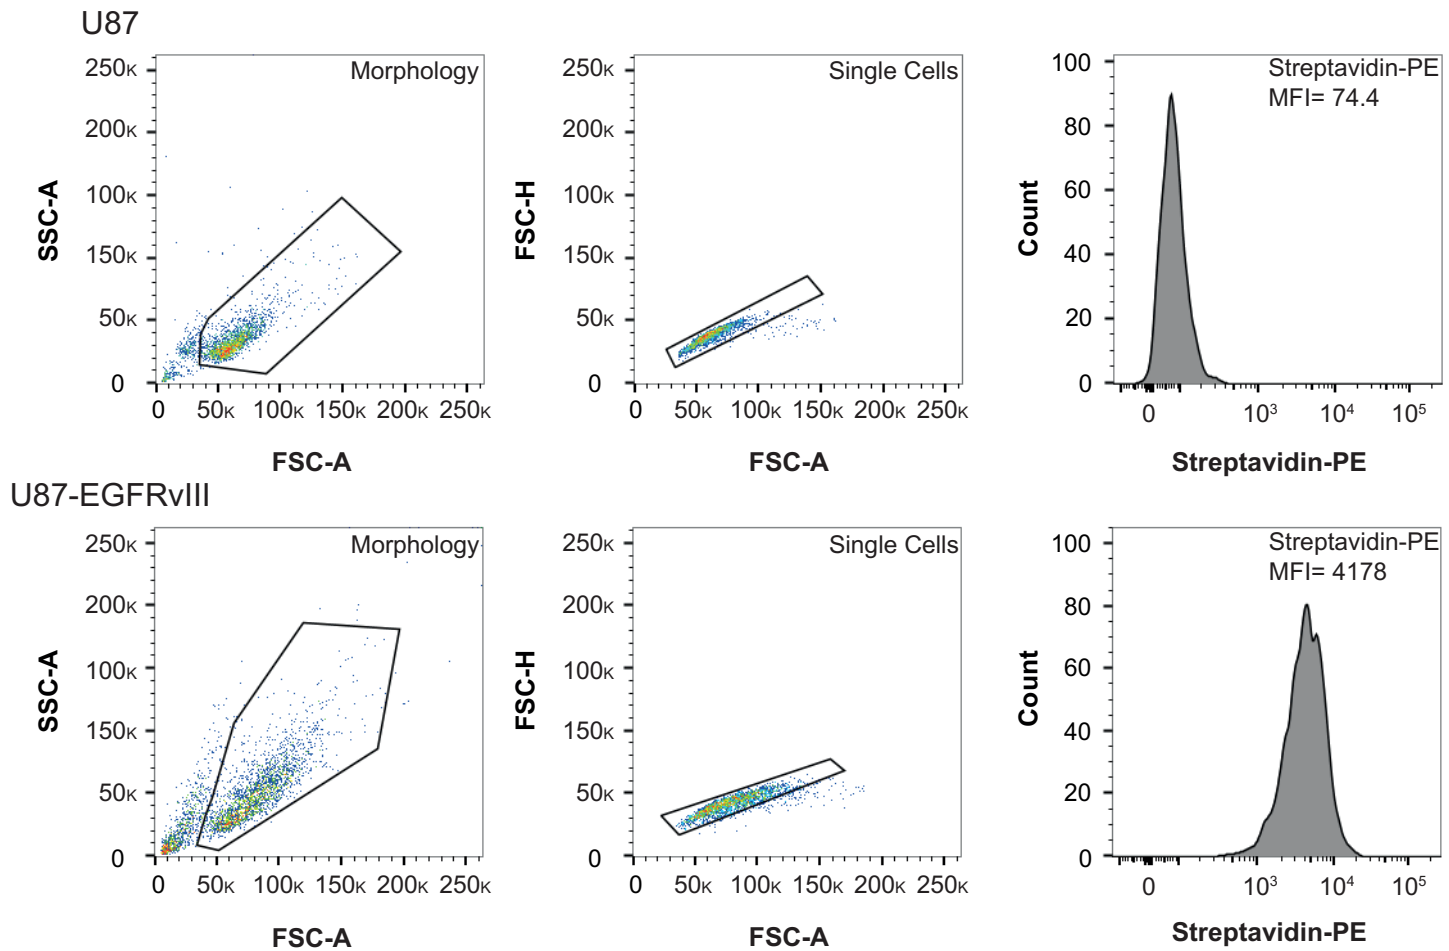 U87
Morphology
250K
200K
100K
150K
50K
0
SSC-A
0 50K 100K 150K 200K 250K
FSC-A
Single Cells
250K
200K
100K
150K
50K
0
FSC-H
0 50K 100K 150K 200K 250K
FSC-A
Streptavidin-PE
MFI= 74.4
100
80
60
40
20
0
Count
0 10³ 10⁴ 10⁵
Streptavidin-PE
U87-EGFRvIII
Morphology
250K
200K
100K
150K
50K
0
SSC-A
0 50K 100K 150K 200K 250K
FSC-A
Single Cells
250K
200K
100K
150K
50K
0
FSC-H
0 50K 100K 150K 200K 250K
FSC-A
Streptavidin-PE
MFI= 4178
100
80
60
40
20
0
Count
0 10³ 10⁴ 10⁵
Streptavidin-PE